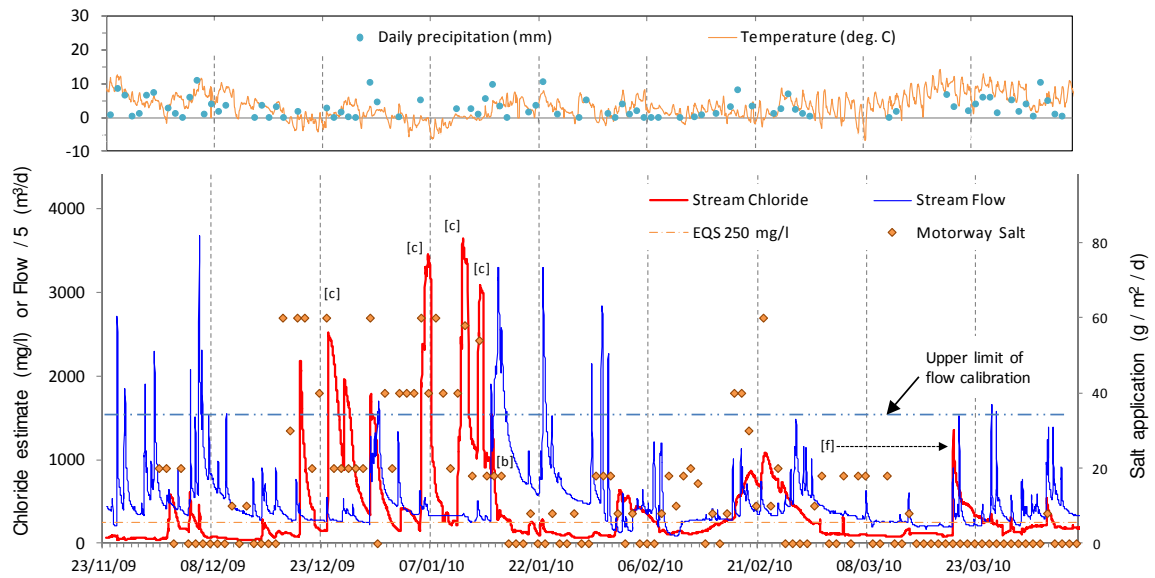 30
20
10
0
-10
Daily precipitation (mm)
Temperature (deg. C)
Chloride estimate (mg/l) or Flow / 5 (m³/d)
4000
3000
2000
1000
0
Stream Chloride
Stream Flow
EQS 250 mg/l
Motorway Salt
[c]
[c]
[c]
[c]
[b]
[f]
Upper limit of
flow calibration
80
60
40
20
0
Salt application (g / m² / d)
23/11/09
08/12/09
23/12/09
07/01/10
22/01/10
06/02/10
21/02/10
08/03/10
23/03/10